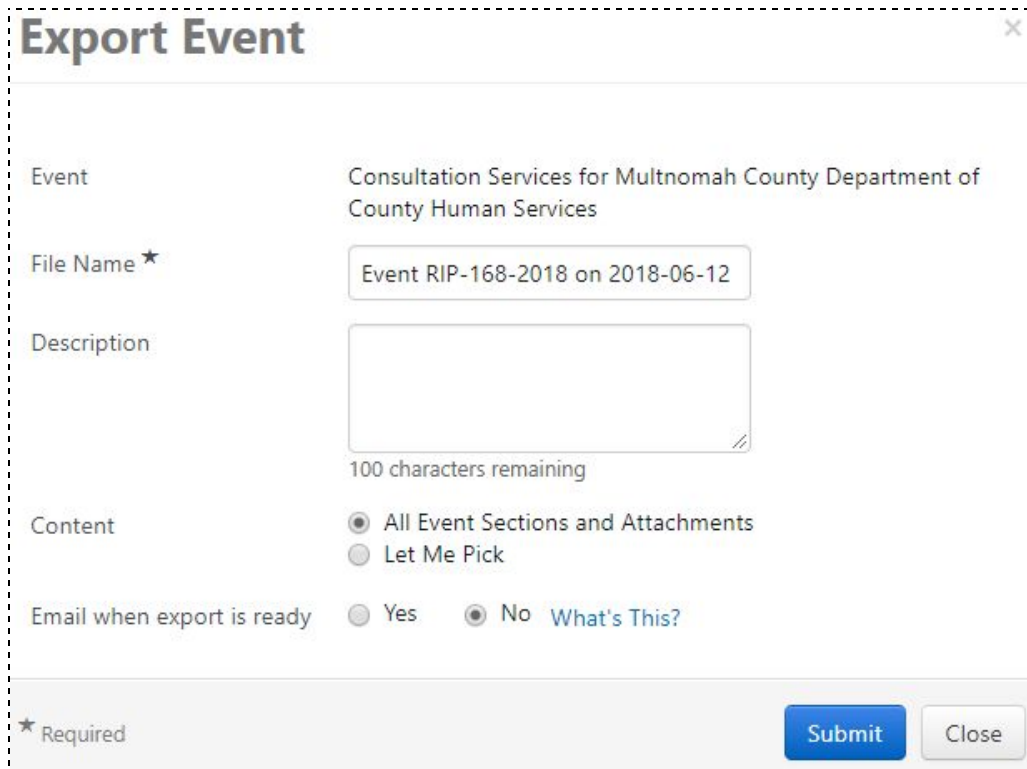 Export Event
×
Event
Consultation Services for Multnomah County Department of
County Human Services
File Name ★
Event RIP-168-2018 on 2018-06-12
Description
100 characters remaining
Content
All Event Sections and Attachments
Let Me Pick
Email when export is ready Yes No What's This?
★ Required Submit Close